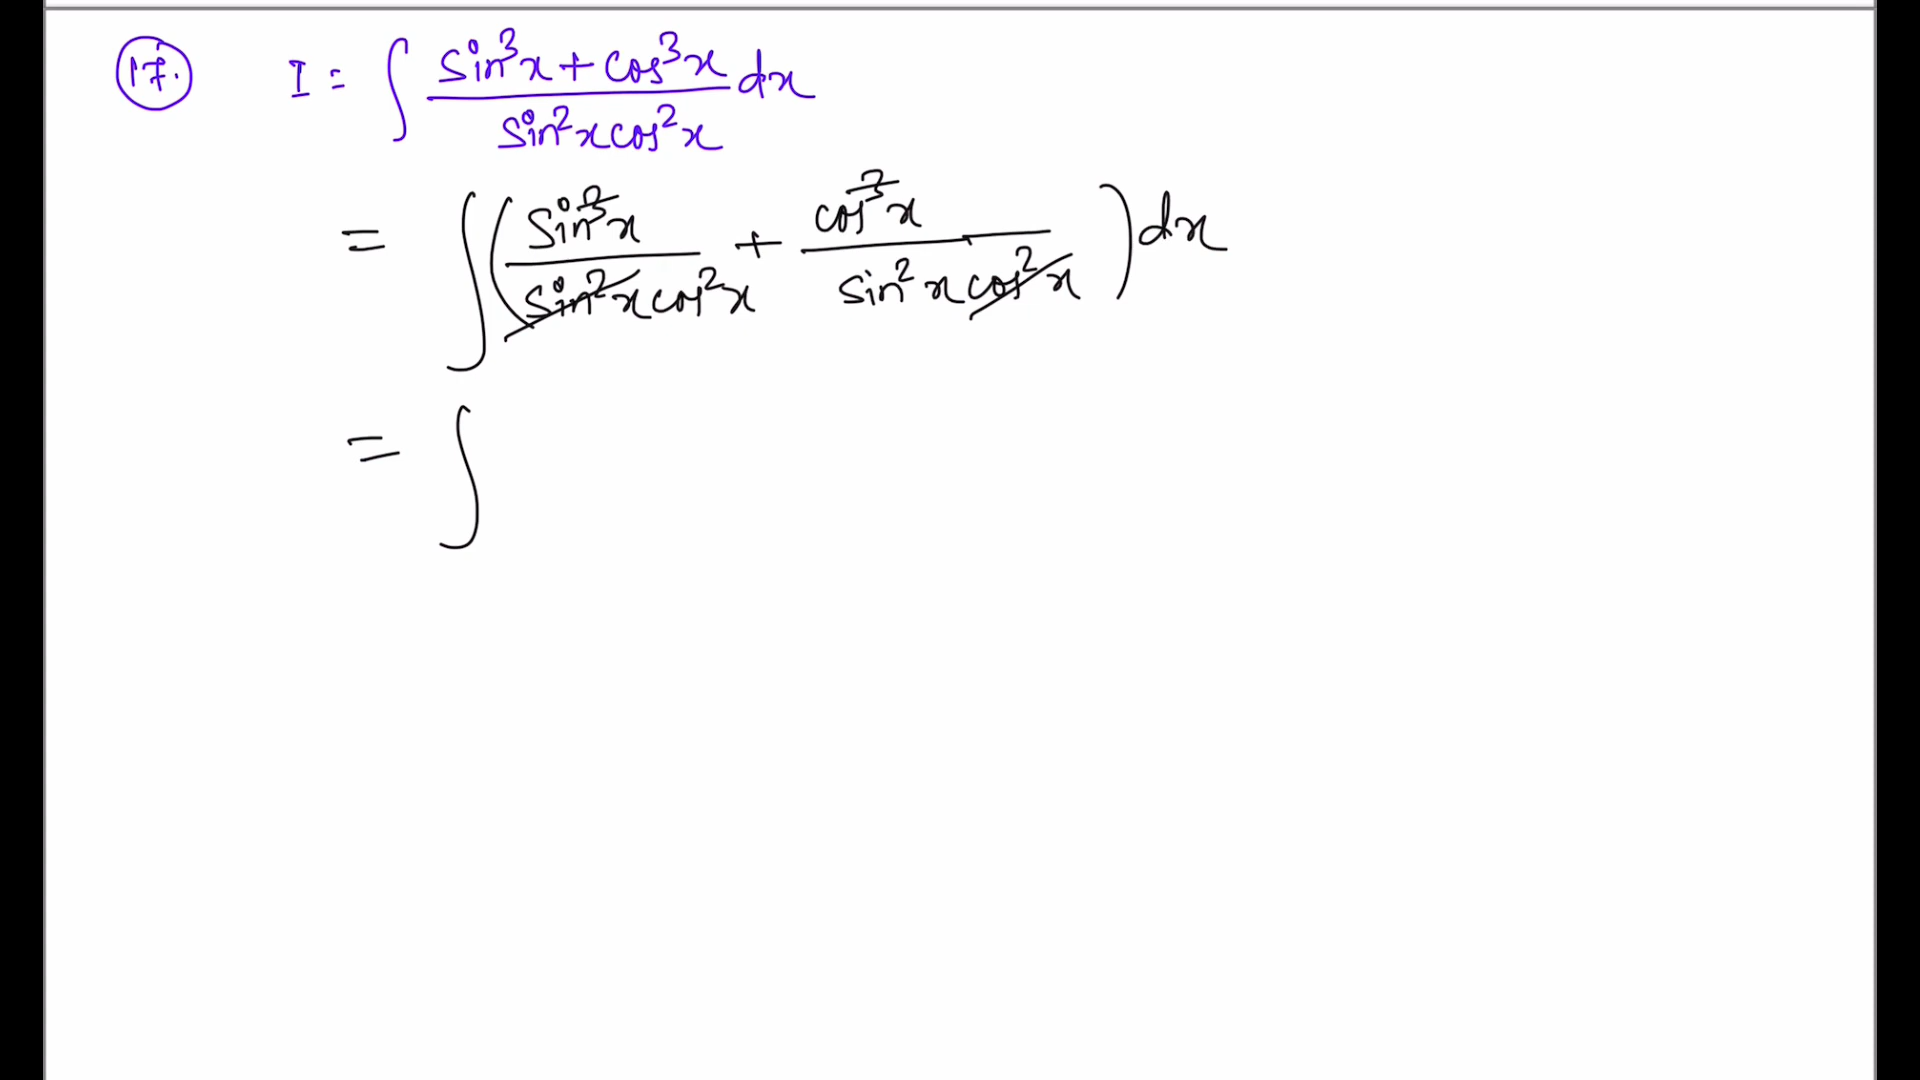 17. I = ∫ (sin³x + cos³x)/(sin²x cos²x) dx
= ∫ ( sin³x/(sin²x cos²x) + cos³x/(sin²x cos²x) ) dx
= ∫